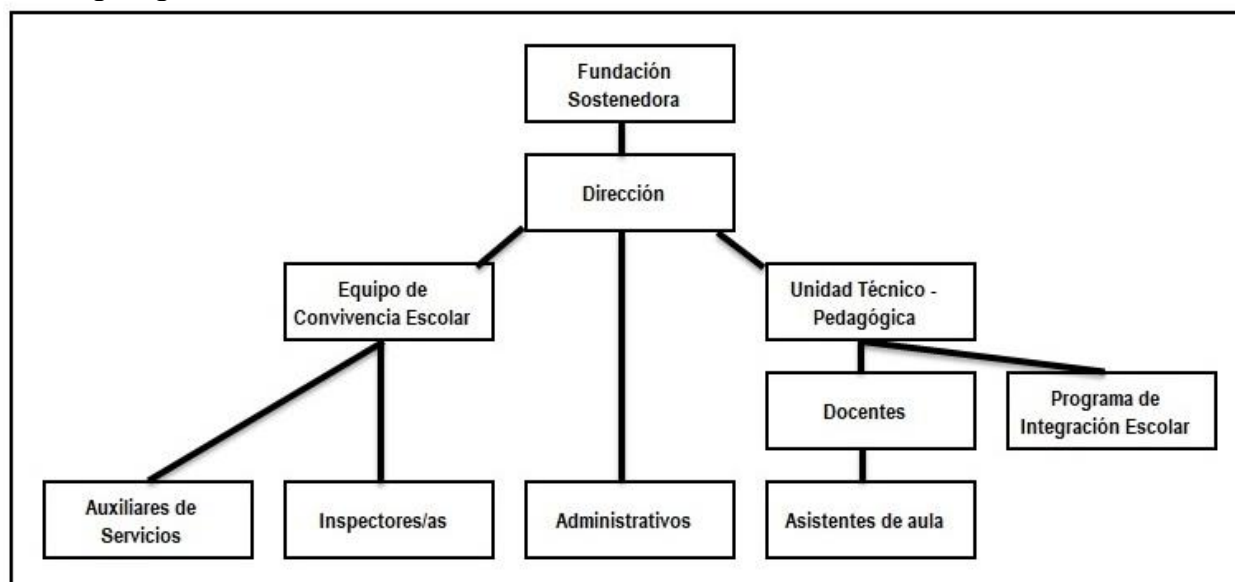 Fundación
Sostenedora
Dirección
Equipo de
Convivencia Escolar
Unidad Técnico -
Pedagógica
Docentes
Programa de
Integración Escolar
Auxiliares de
Servicios
Inspectores/as
Administrativos
Asistentes de aula